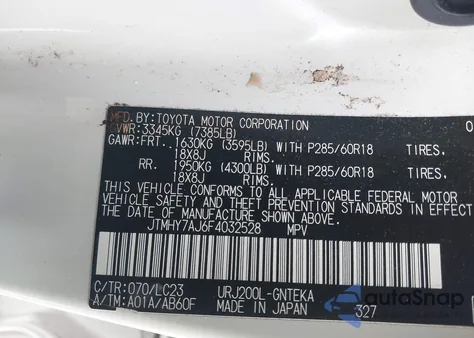 MFD. BY: TOYOTA MOTOR CORPORATION 0
GVWR: 3345KG (7385LB)
GAWR: FRT.. 1630KG (3595LB) WITH P285/60R18 TIRES.
18X8J RIMS.
RR. 1950KG (4300LB) WITH P285/60R18 TIRES.
18X8J RIMS.
THIS VEHICLE CONFORMS TO ALL APPLICABLE FEDERAL MOTOR
VEHICLE SAFETY AND THEFT PREVENTION STANDARDS IN EFFECT
THE DATE OF MANUFACTURE SHOWN ABOVE.
JTMHY7AJ6F4032528 MPV
C/TR: 070/LC23 URJ200L-GNTEKA
A/TM: A01A/AB60F MADE IN JAPAN 327
autoSnap